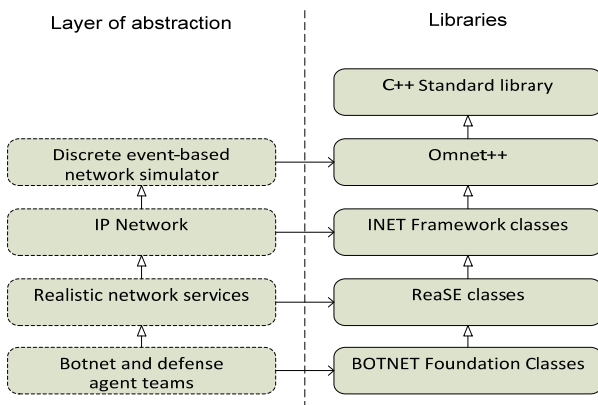 Layer of abstraction
Libraries
C++ Standard library
Discrete event-based
network simulator
Omnet++
IP Network
INET Framework classes
Realistic network services
ReaSE classes
Botnet and defense
agent teams
BOTNET Foundation Classes